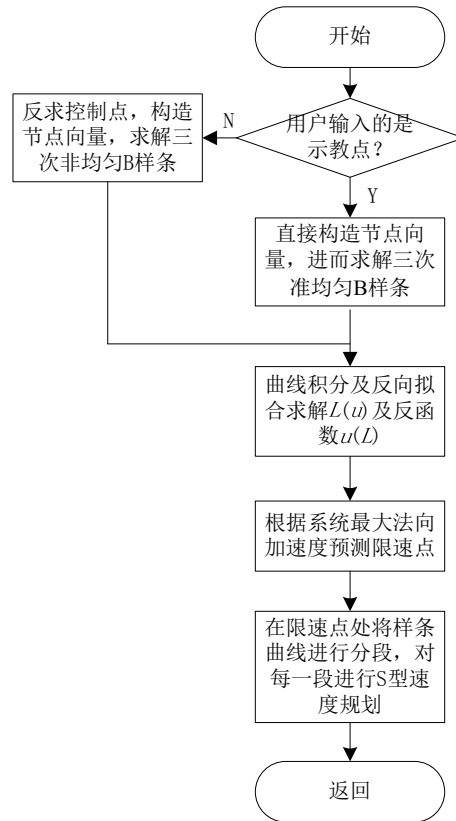 开始
用户输入的是
示教点?
N
反求控制点，构造
节点向量，求解三
次非均匀B样条
Y
直接构造节点向
量，进而求解三次
准均匀B样条
曲线积分及反向拟
合求解L(u)及反函
数u(L)
根据系统最大法向
加速度预测限速点
在限速点处将样条
曲线进行分段，对
每一段进行S型速
度规划
返回